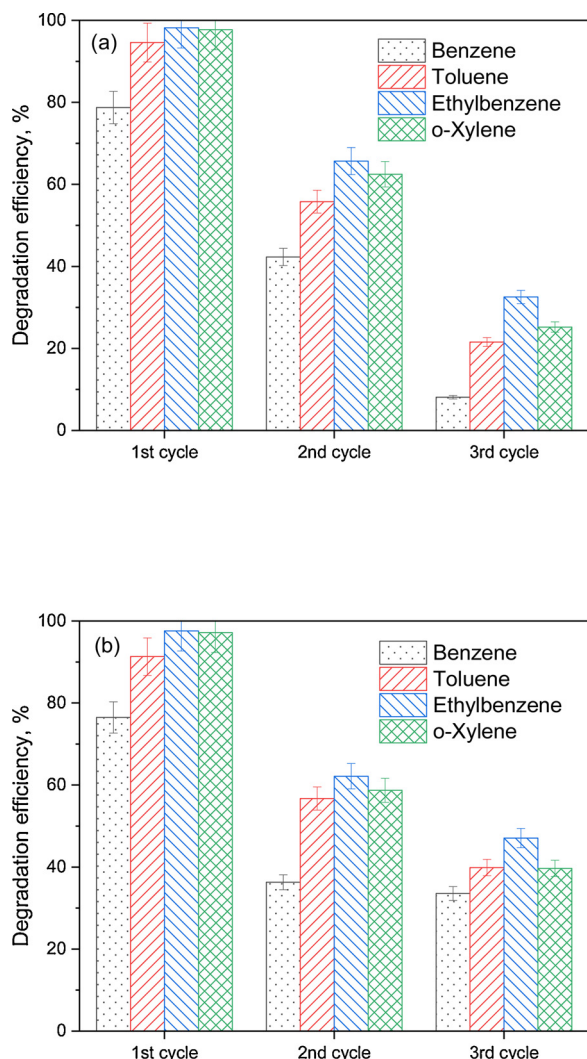 (a)
Benzene
Toluene
Ethylbenzene
o-Xylene
Degradation efficiency, %
100
80
60
40
20
0
1st cycle 2nd cycle 3rd cycle
(b)
Benzene
Toluene
Ethylbenzene
o-Xylene
Degradation efficiency, %
100
80
60
40
20
0
1st cycle 2nd cycle 3rd cycle